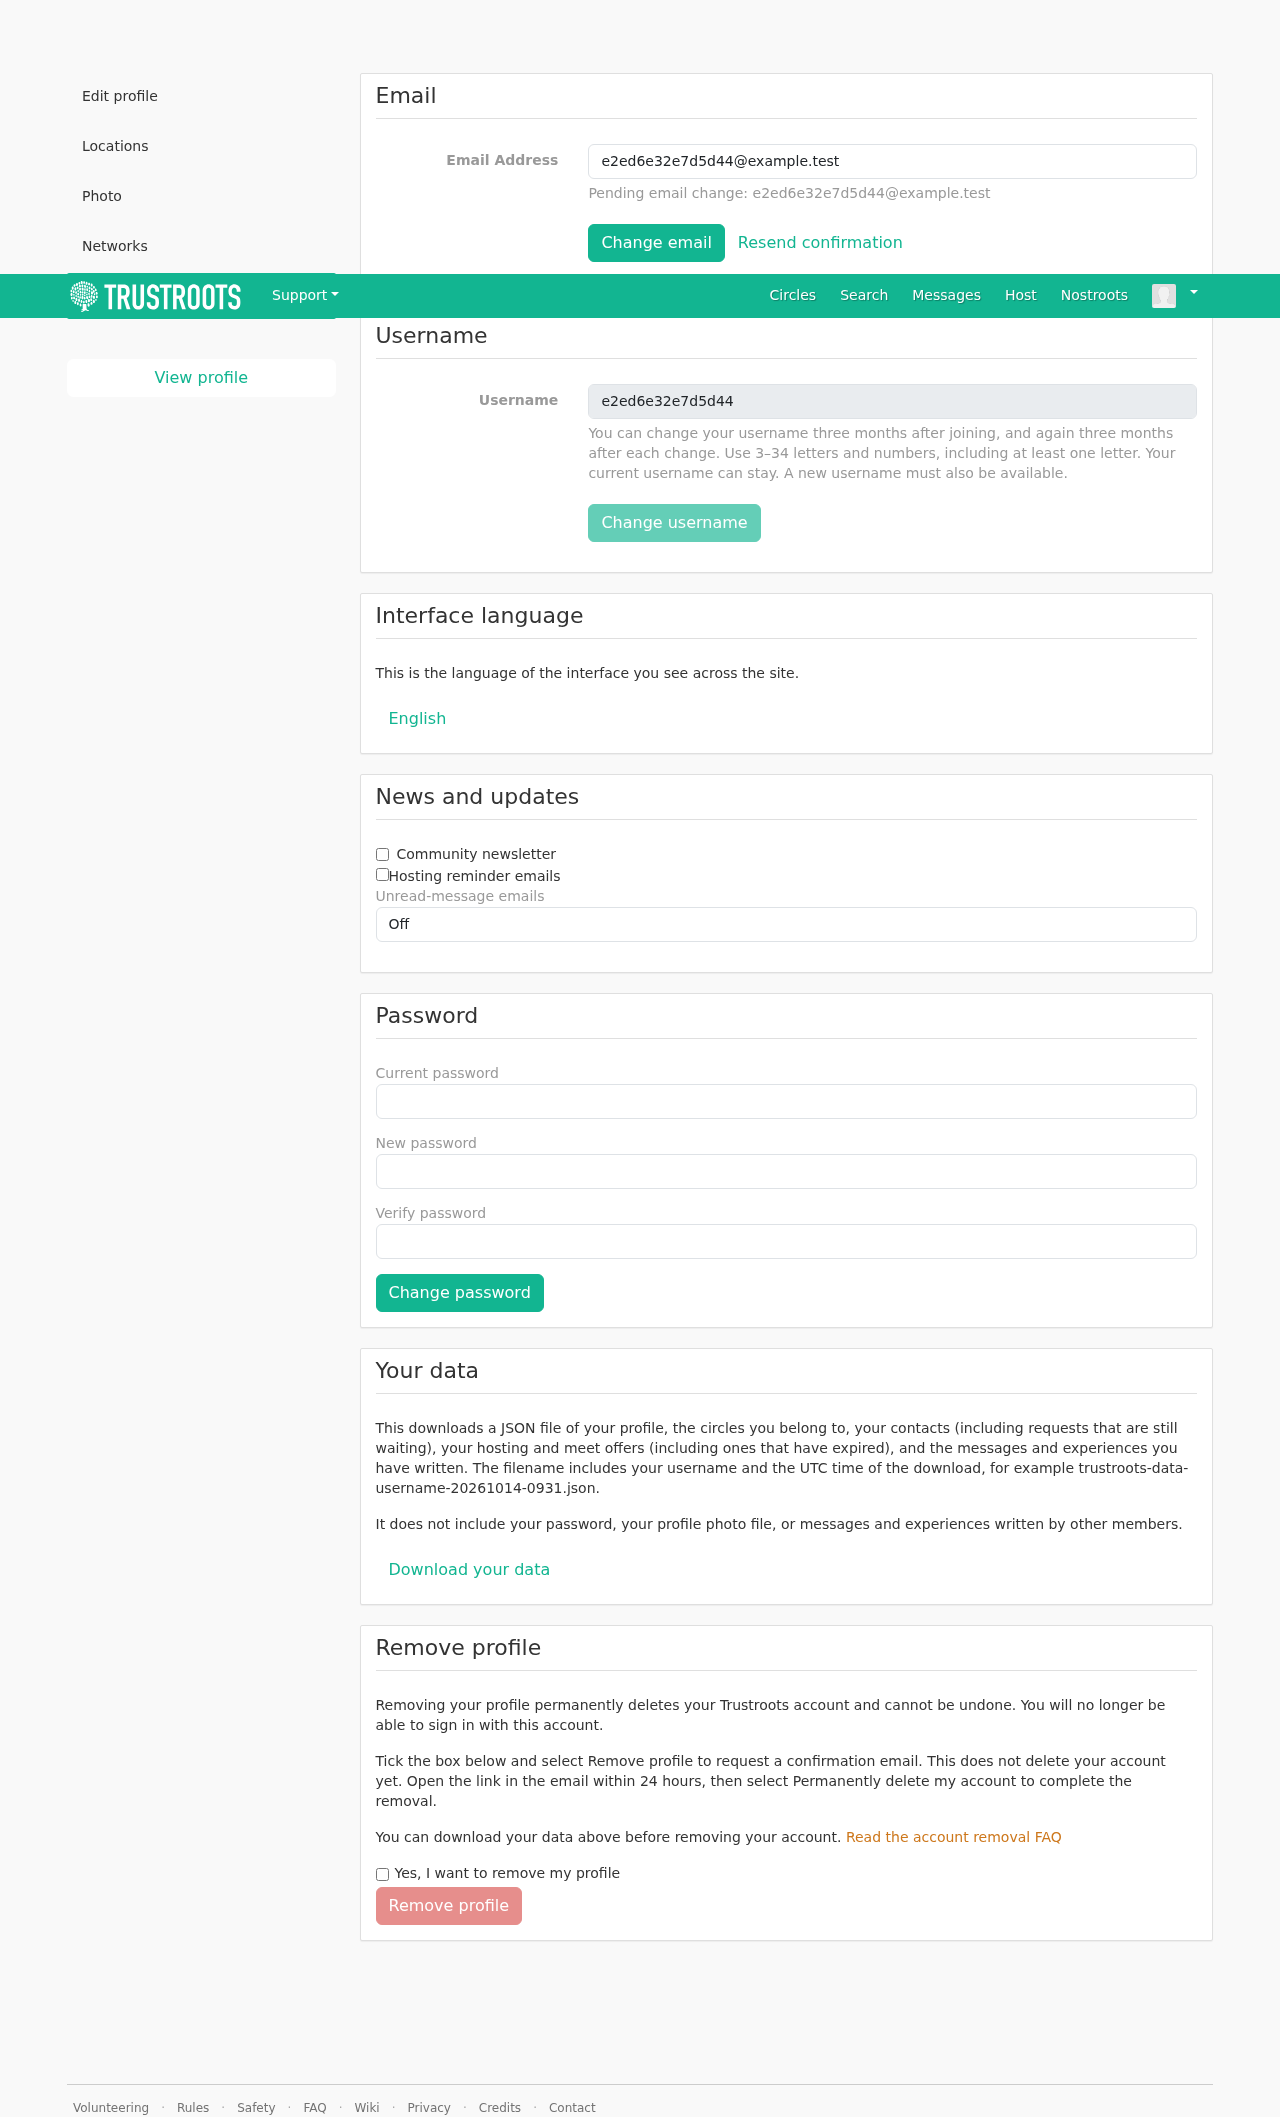 Edit profile
Locations
Photo
Networks
Email
Email Address
e2ed6e32e7d5d44@example.test
Pending email change: e2ed6e32e7d5d44@example.test
Change email
Resend confirmation
TRUSTROOTS
Support
Circles
Search
Messages
Host
Nostroots
View profile
Username
Username
e2ed6e32e7d5d44
You can change your username three months after joining, and again three months
after each change. Use 3–34 letters and numbers, including at least one letter. Your
current username can stay. A new username must also be available.
Change username
Interface language
This is the language of the interface you see across the site.
English
News and updates
Community newsletter
Hosting reminder emails
Unread-message emails
Off
Password
Current password
New password
Verify password
Change password
Your data
This downloads a JSON file of your profile, the circles you belong to, your contacts (including requests that are still
waiting), your hosting and meet offers (including ones that have expired), and the messages and experiences you
have written. The filename includes your username and the UTC time of the download, for example trustroots-data-
username-20261014-0931.json.
It does not include your password, your profile photo file, or messages and experiences written by other members.
Download your data
Remove profile
Removing your profile permanently deletes your Trustroots account and cannot be undone. You will no longer be
able to sign in with this account.
Tick the box below and select Remove profile to request a confirmation email. This does not delete your account
yet. Open the link in the email within 24 hours, then select Permanently delete my account to complete the
removal.
You can download your data above before removing your account. Read the account removal FAQ
Yes, I want to remove my profile
Remove profile
Volunteering · Rules · Safety · FAQ · Wiki · Privacy · Credits · Contact